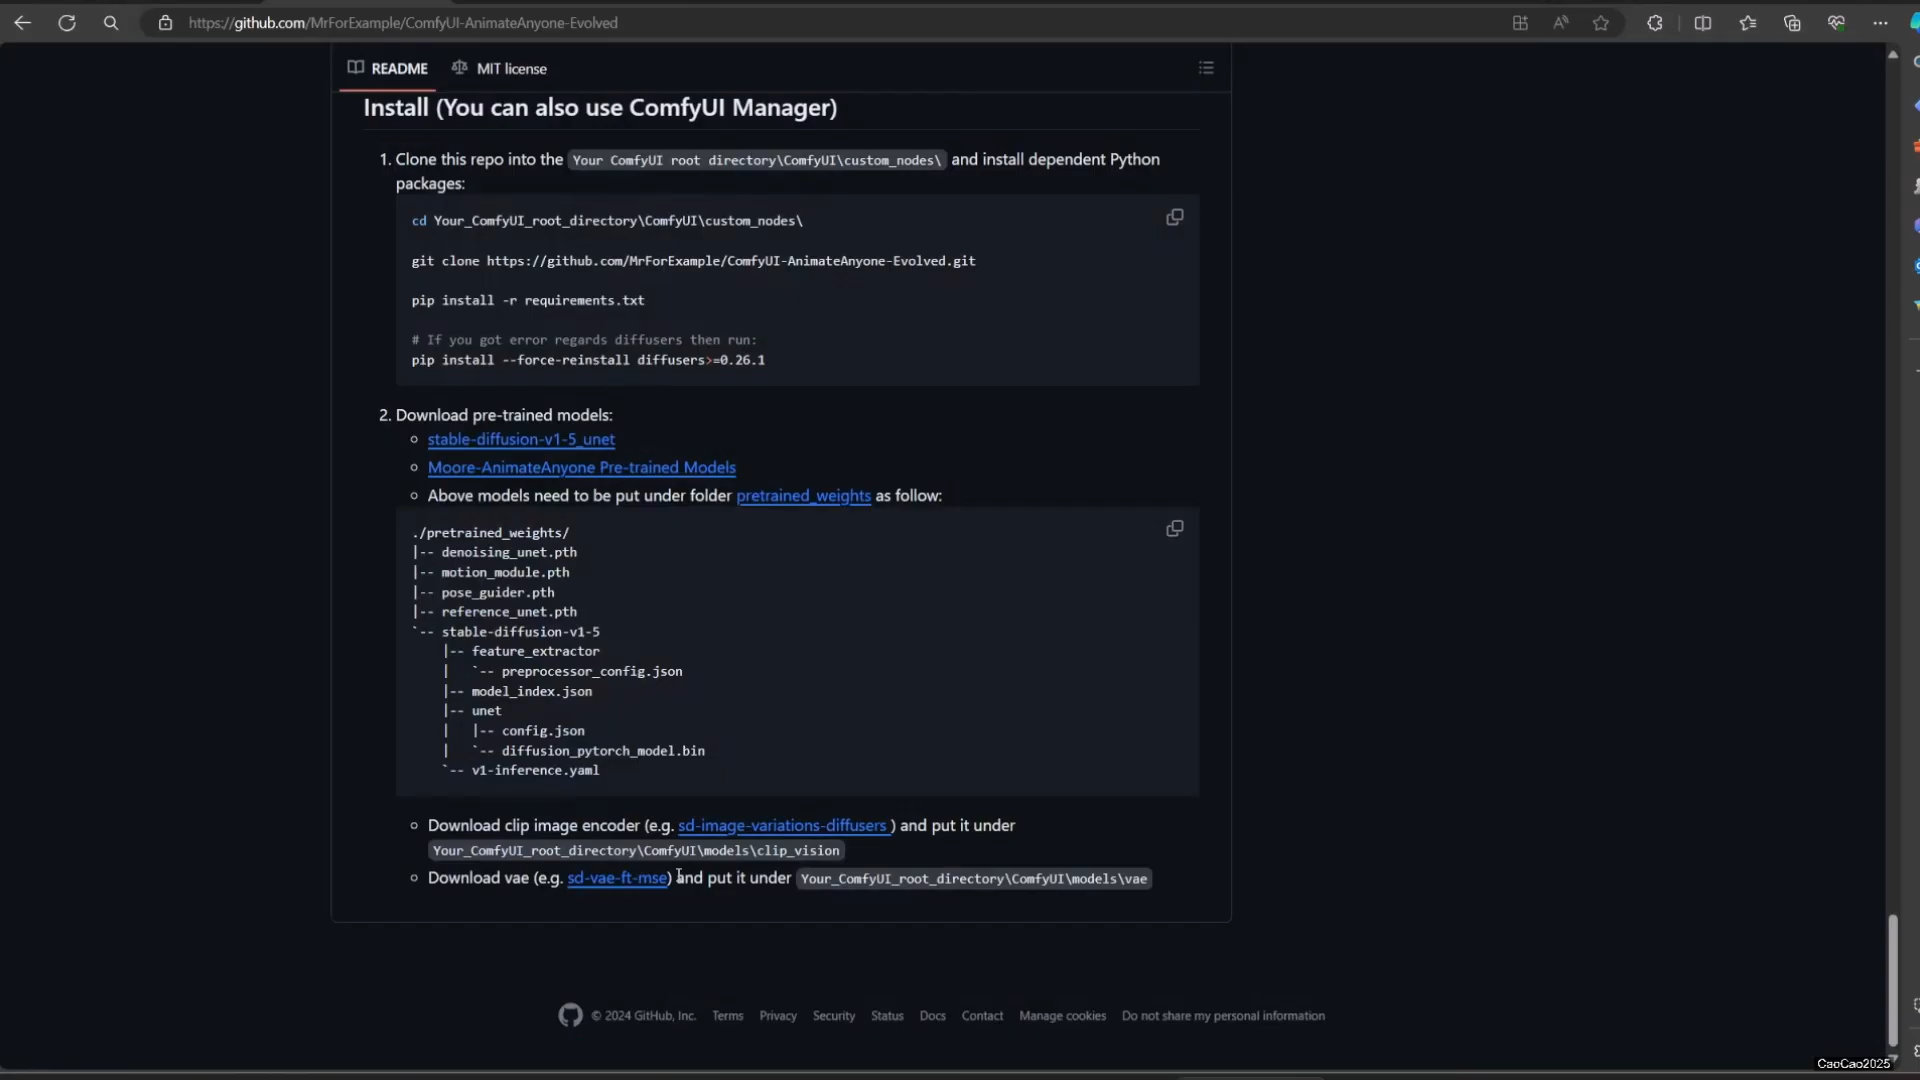 https://github.com/MrForExample/ComfyUI-AnimateAnyone-Evolved
README MIT license
Install (You can also use ComfyUI Manager)
1. Clone this repo into the Your ComfyUI root directory\ComfyUI\custom_nodes\ and install dependent Python
packages:
cd Your_ComfyUI_root_directory\ComfyUI\custom_nodes\
git clone https://github.com/MrForExample/ComfyUI-AnimateAnyone-Evolved.git
pip install -r requirements.txt
# If you got error regards diffusers then run:
pip install --force-reinstall diffusers>=0.26.1
2. Download pre-trained models:
stable-diffusion-v1-5_unet
Moore-AnimateAnyone Pre-trained Models
Above models need to be put under folder pretrained_weights as follow:
./pretrained_weights/
|-- denoising_unet.pth
|-- motion_module.pth
|-- pose_guider.pth
|-- reference_unet.pth
`-- stable-diffusion-v1-5
    |-- feature_extractor
    |   `-- preprocessor_config.json
    |-- model_index.json
    |-- unet
    |   |-- config.json
    |   `-- diffusion_pytorch_model.bin
    `-- v1-inference.yaml
Download clip image encoder (e.g. sd-image-variations-diffusers ) and put it under
Your_ComfyUI_root_directory\ComfyUI\models\clip_vision
Download vae (e.g. sd-vae-ft-mse) and put it under Your_ComfyUI_root_directory\ComfyUI\models\vae
© 2024 GitHub, Inc. Terms Privacy Security Status Docs Contact Manage cookies Do not share my personal information
CaoCao2025